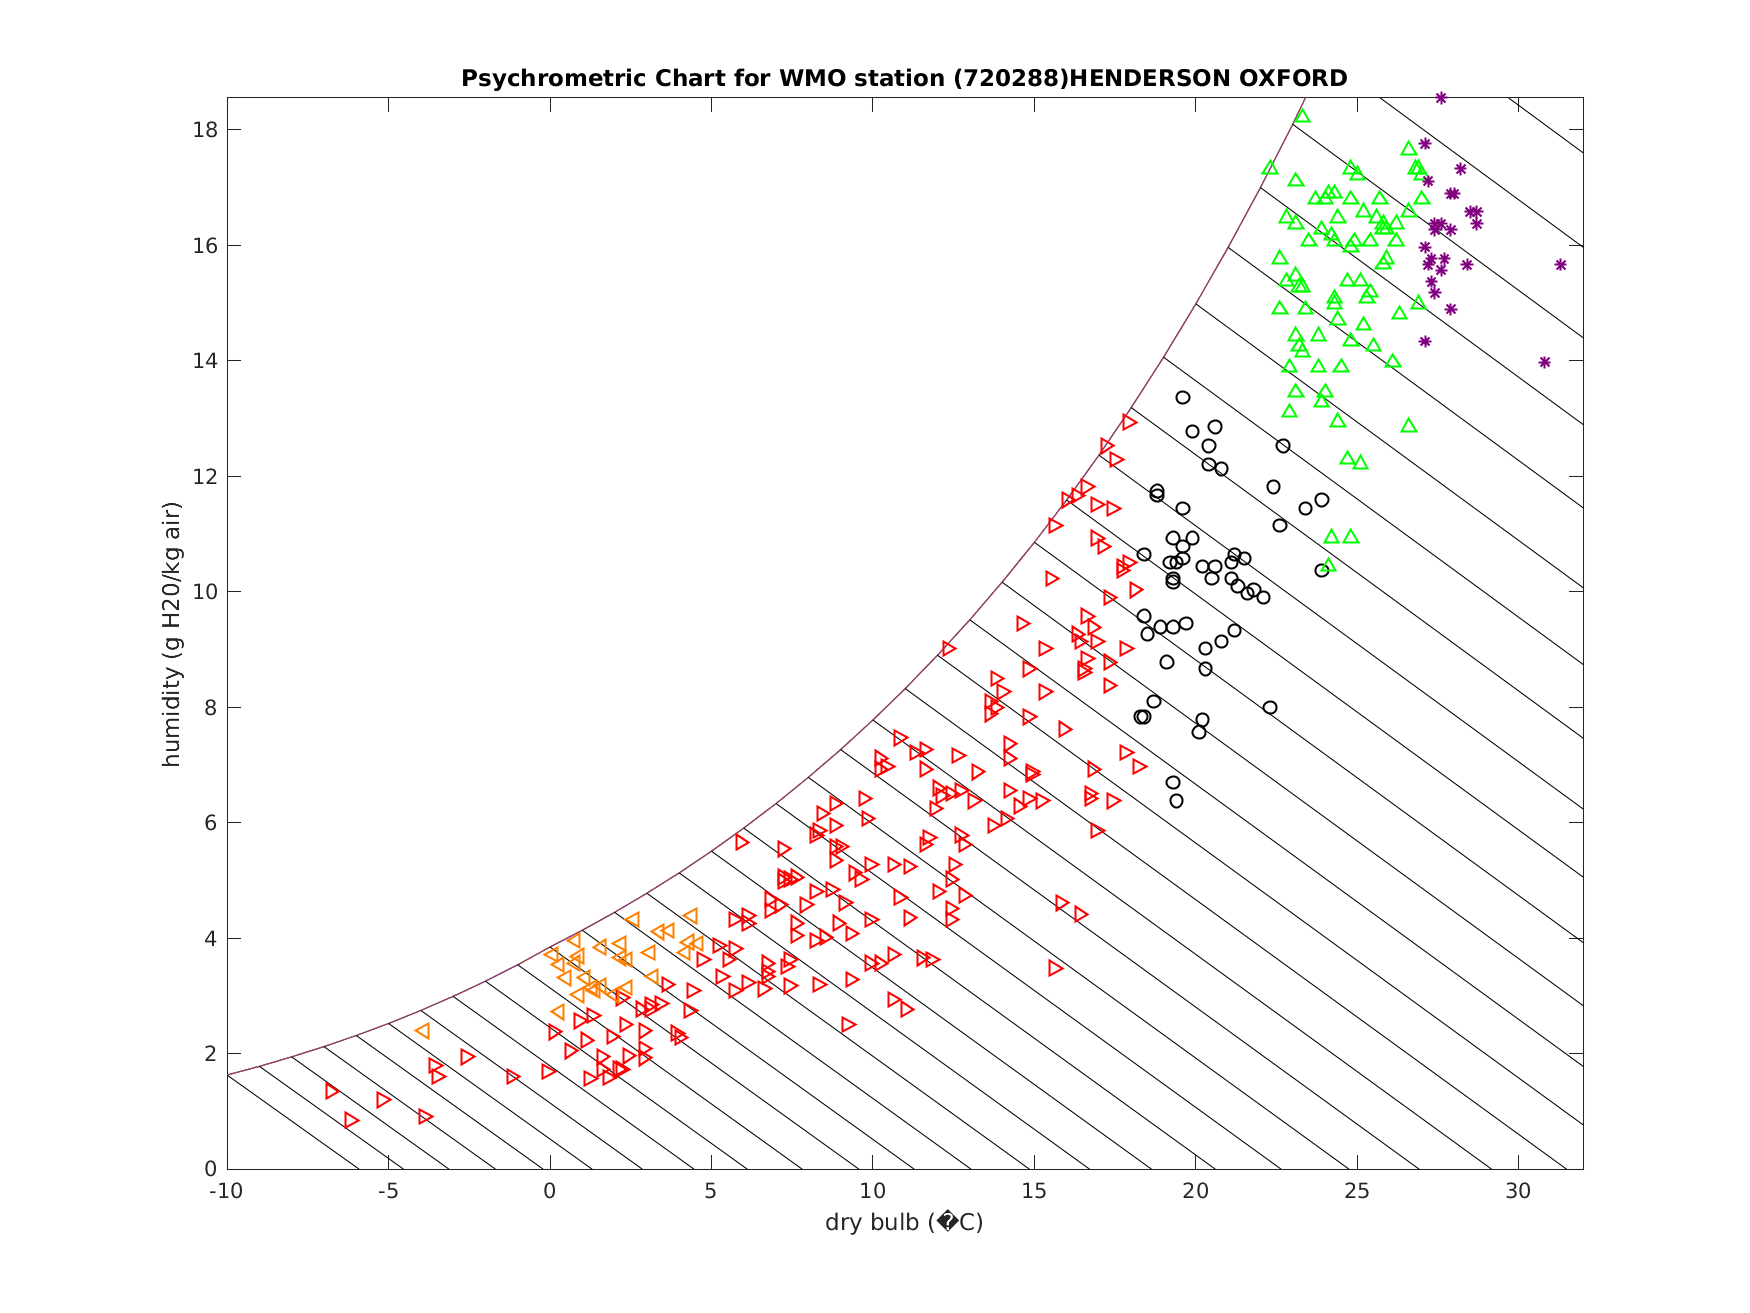 Psychrometric Chart for WMO station (720288)HENDERSON OXFORD
humidity (g H20/kg air)
18
16
14
12
10
8
6
4
2
0
-10 -5 0 5 10 15 20 25 30
dry bulb (�C)